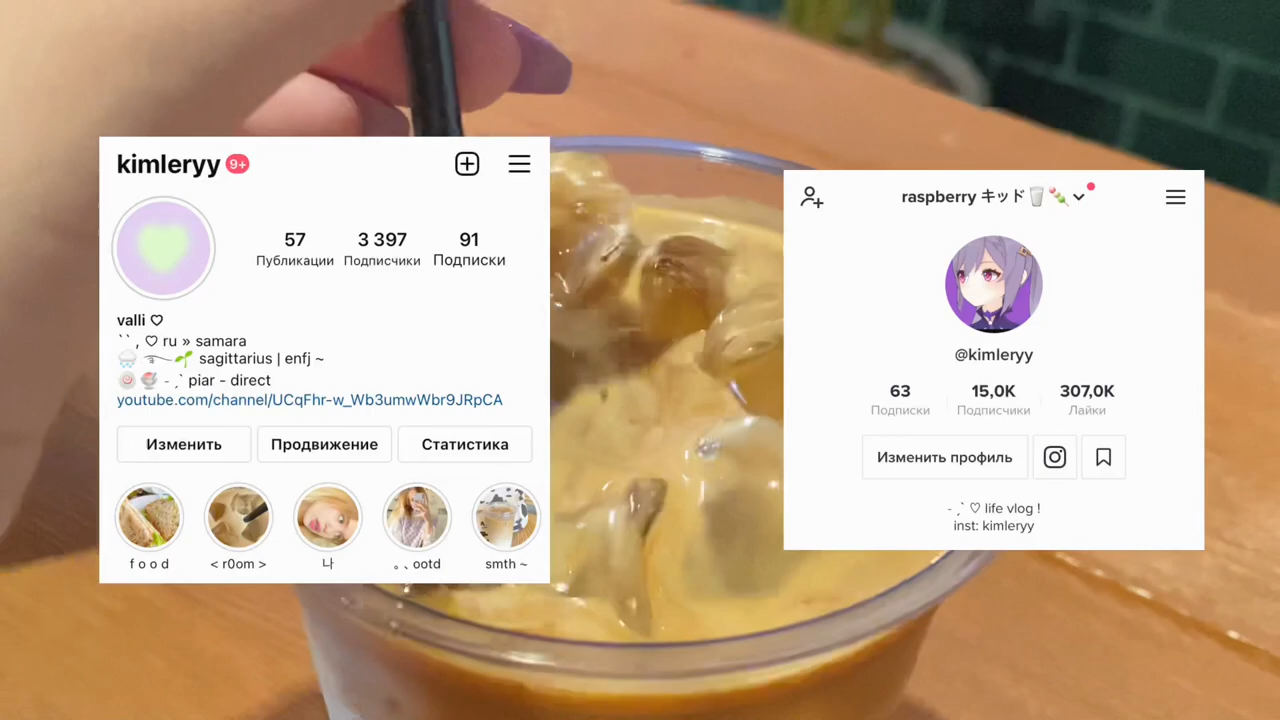 kimleryy 9+
57 3 397 91
Публикации Подписчики Подписки
valli ♡
`` , ♡ ru » samara
sagittarius | enfj ~
- ˏˋ piar - direct
youtube.com/channel/UCqFhr-w_Wb3umwWbr9JRpCA
Изменить Продвижение Статистика
f o o d < r0om > 나 。、ootd smth ~
raspberry キッド🥛🍡
@kimleryy
63 15,0K 307,0K
Подписки Подписчики Лайки
Изменить профиль
- ˏˋ ♡ life vlog !
inst: kimleryy